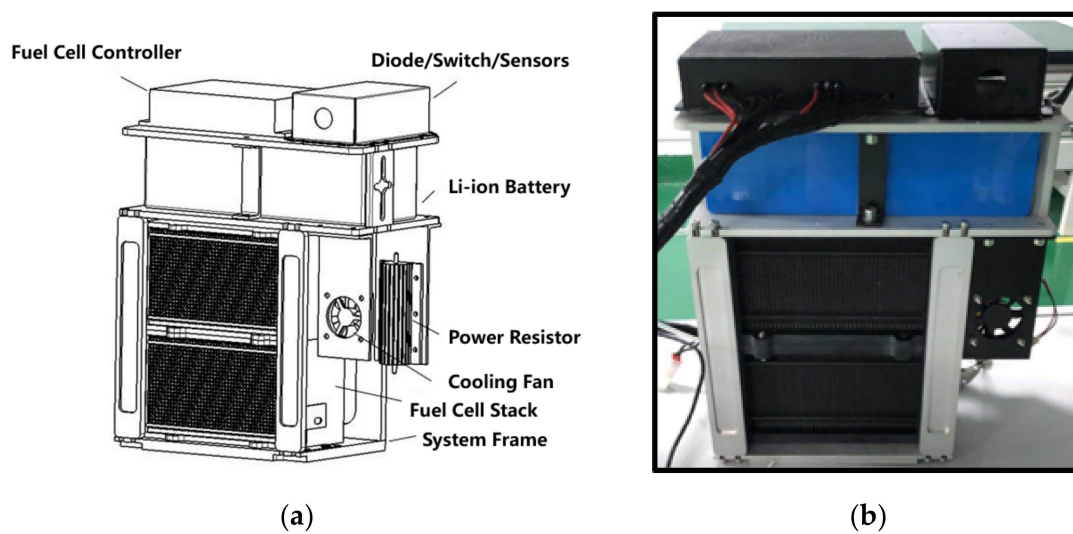 Fuel Cell Controller
Diode/Switch/Sensors
Li-ion Battery
Power Resistor
Cooling Fan
Fuel Cell Stack
System Frame
(a)
(b)